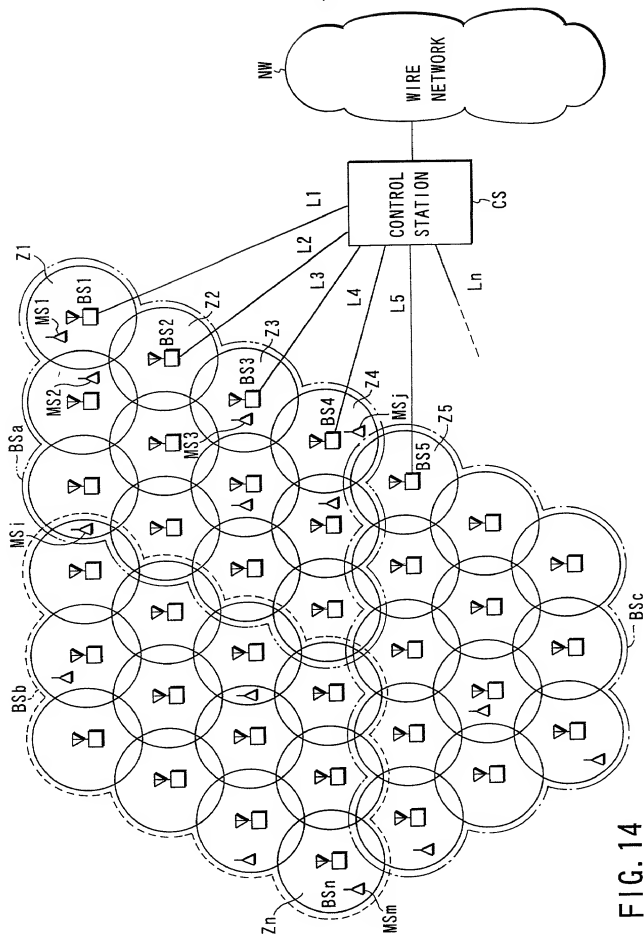 FIG. 14
NW
WIRE
NETWORK
CONTROL
STATION
CS
L1
L2
L3
L4
L5
Ln
Z1
MS1
BS1
MS2
BSa
BS2
Z2
BS3
Z3
MS3
BS4
Z4
MSj
BS5
Z5
MSi
BSb
BSc
Zn
BSn
MSm